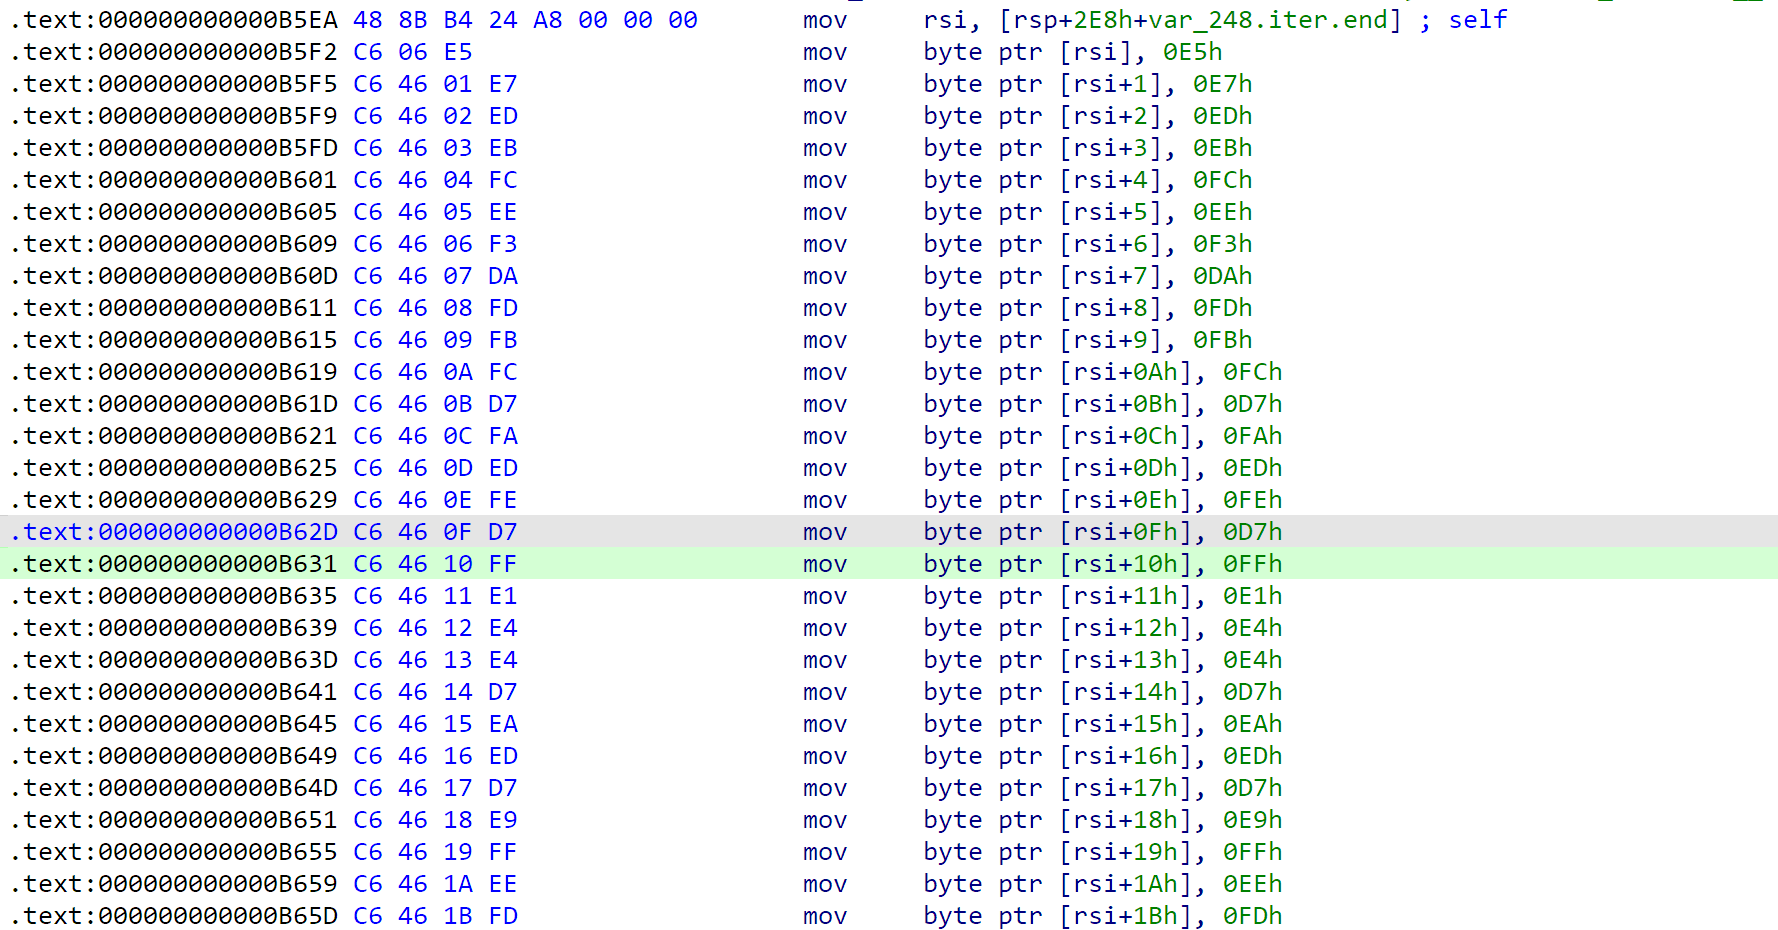 .text:000000000000B5EA 48 8B B4 24 A8 00 00 00 mov rsi, [rsp+2E8h+var_248.iter.end] ; self
.text:000000000000B5F2 C6 06 E5 mov byte ptr [rsi], 0E5h
.text:000000000000B5F5 C6 46 01 E7 mov byte ptr [rsi+1], 0E7h
.text:000000000000B5F9 C6 46 02 ED mov byte ptr [rsi+2], 0EDh
.text:000000000000B5FD C6 46 03 EB mov byte ptr [rsi+3], 0EBh
.text:000000000000B601 C6 46 04 FC mov byte ptr [rsi+4], 0FCh
.text:000000000000B605 C6 46 05 EE mov byte ptr [rsi+5], 0EEh
.text:000000000000B609 C6 46 06 F3 mov byte ptr [rsi+6], 0F3h
.text:000000000000B60D C6 46 07 DA mov byte ptr [rsi+7], 0DAh
.text:000000000000B611 C6 46 08 FD mov byte ptr [rsi+8], 0FDh
.text:000000000000B615 C6 46 09 FB mov byte ptr [rsi+9], 0FBh
.text:000000000000B619 C6 46 0A FC mov byte ptr [rsi+0Ah], 0FCh
.text:000000000000B61D C6 46 0B D7 mov byte ptr [rsi+0Bh], 0D7h
.text:000000000000B621 C6 46 0C FA mov byte ptr [rsi+0Ch], 0FAh
.text:000000000000B625 C6 46 0D ED mov byte ptr [rsi+0Dh], 0EDh
.text:000000000000B629 C6 46 0E FE mov byte ptr [rsi+0Eh], 0FEh
.text:000000000000B62D C6 46 0F D7 mov byte ptr [rsi+0Fh], 0D7h
.text:000000000000B631 C6 46 10 FF mov byte ptr [rsi+10h], 0FFh
.text:000000000000B635 C6 46 11 E1 mov byte ptr [rsi+11h], 0E1h
.text:000000000000B639 C6 46 12 E4 mov byte ptr [rsi+12h], 0E4h
.text:000000000000B63D C6 46 13 E4 mov byte ptr [rsi+13h], 0E4h
.text:000000000000B641 C6 46 14 D7 mov byte ptr [rsi+14h], 0D7h
.text:000000000000B645 C6 46 15 EA mov byte ptr [rsi+15h], 0EAh
.text:000000000000B649 C6 46 16 ED mov byte ptr [rsi+16h], 0EDh
.text:000000000000B64D C6 46 17 D7 mov byte ptr [rsi+17h], 0D7h
.text:000000000000B651 C6 46 18 E9 mov byte ptr [rsi+18h], 0E9h
.text:000000000000B655 C6 46 19 FF mov byte ptr [rsi+19h], 0FFh
.text:000000000000B659 C6 46 1A EE mov byte ptr [rsi+1Ah], 0EEh
.text:000000000000B65D C6 46 1B FD mov byte ptr [rsi+1Bh], 0FDh